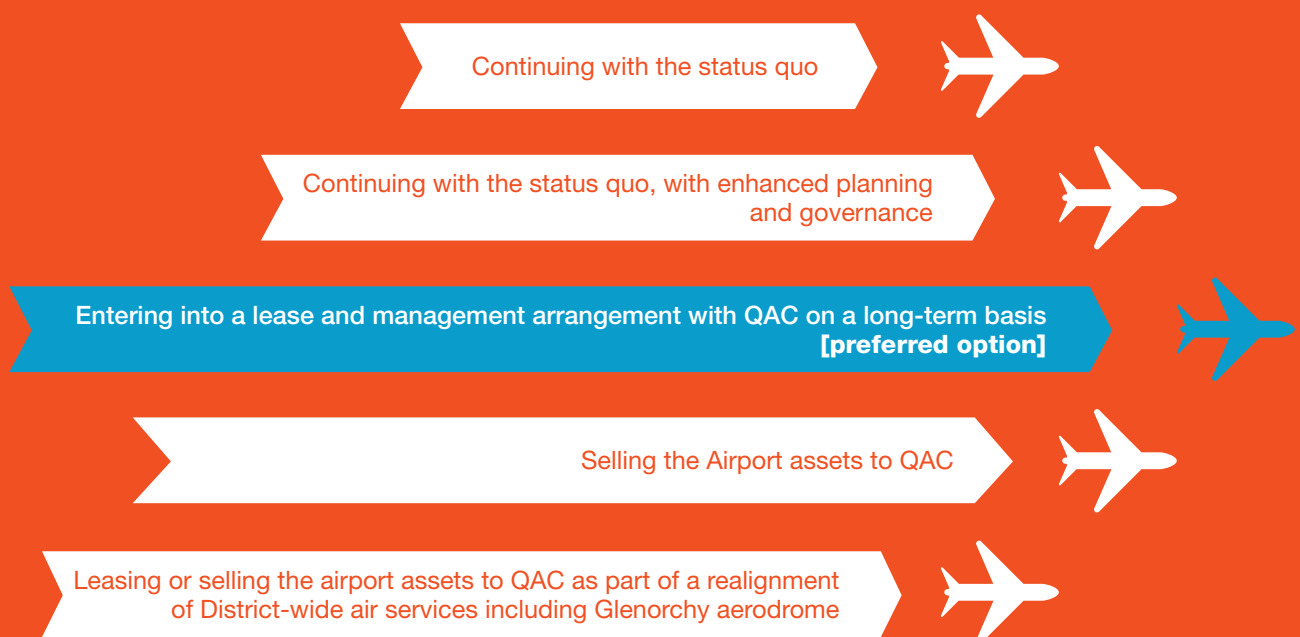 Continuing with the status quo
Continuing with the status quo, with enhanced planning
and governance
Entering into a lease and management arrangement with QAC on a long-term basis
[preferred option]
Selling the Airport assets to QAC
Leasing or selling the airport assets to QAC as part of a realignment
of District-wide air services including Glenorchy aerodrome